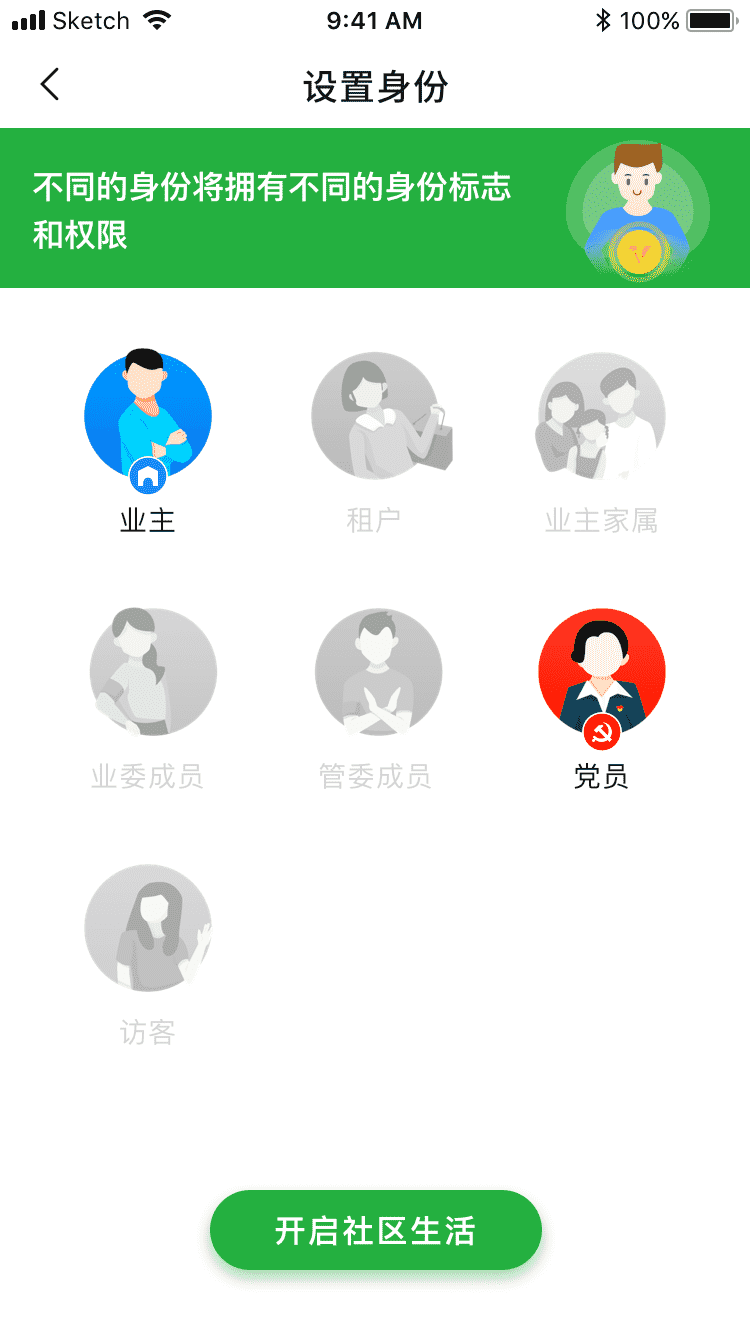 Sketch 9:41 AM 100%
设置身份
不同的身份将拥有不同的身份标志
和权限
业主 租户 业主家属
业委成员 管委成员 党员
访客
开启社区生活